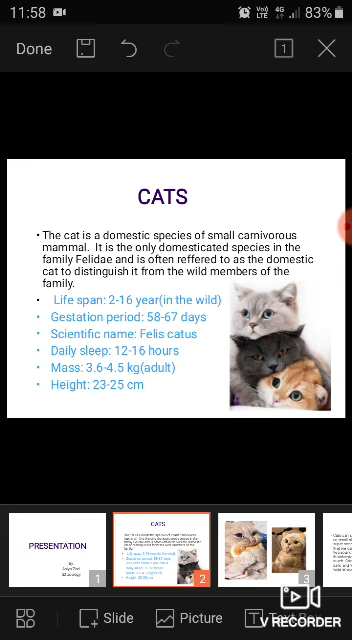 11:58
Vo))
LTE
4G
83%
Done
1
CATS
• The cat is a domestic species of small carnivorous
mammal. It is the only domesticated species in the
family Felidae and is often reffered to as the domestic
cat to distinguish it from the wild members of the
family.
• Life span: 2-16 year(in the wild)
• Gestation period: 58-67 days
• Scientific name: Felis catus
• Daily sleep: 12-16 hours
• Mass: 3.6-4.5 kg(adult)
• Height: 23-25 cm
PRESENTATION
By
1
CATS
2
3
Slide
Picture
V RECORDER